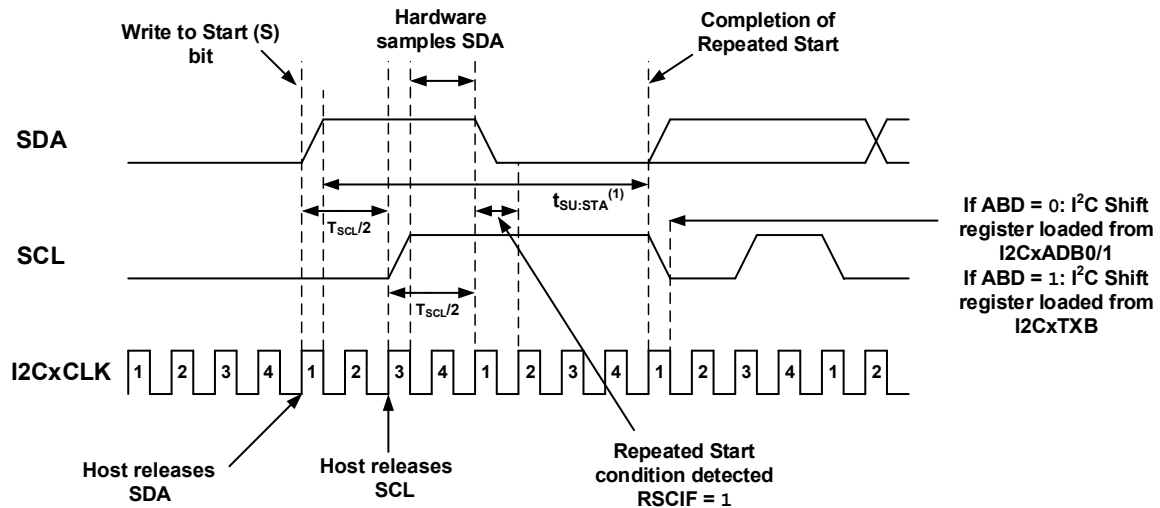 Write to Start (S)
bit
Hardware
samples SDA
Completion of
Repeated Start
SDA
tSU:STA(1)
TSCL/2
If ABD = 0: I2C Shift
register loaded from
I2CxADB0/1
If ABD = 1: I2C Shift
register loaded from
I2CxTXB
SCL
TSCL/2
I2CxCLK
1 2 3 4 1 2 3 4 1 2 3 4 1 2 3 4 1 2
Host releases
SDA
Host releases
SCL
Repeated Start
condition detected
RSCIF = 1